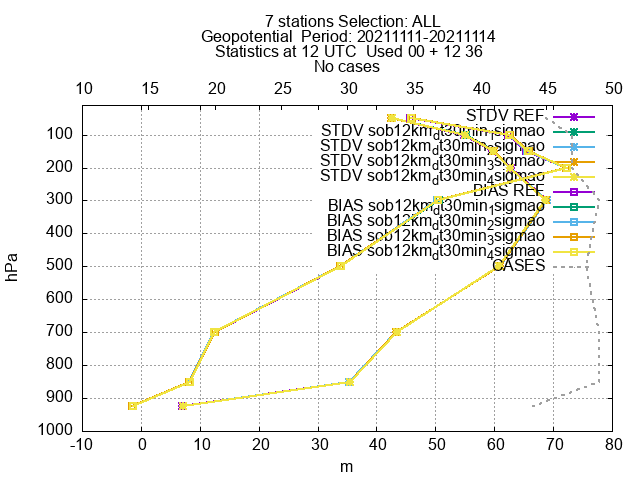 7 stations Selection: ALL
Geopotential  Period: 20211111-20211114
Statistics at 12 UTC  Used 00 + 12 36
No cases
10 15 20 25 30 35 40 45 50
STDV REF
STDV sob12km_dt30min_1sigmao
STDV sob12km_dt30min_2sigmao
STDV sob12km_dt30min_3sigmao
STDV sob12km_dt30min_4sigmao
BIAS REF
BIAS sob12km_dt30min_1sigmao
BIAS sob12km_dt30min_2sigmao
BIAS sob12km_dt30min_3sigmao
BIAS sob12km_dt30min_4sigmao
CASES
hPa
100
200
300
400
500
600
700
800
900
1000
-10 0 10 20 30 40 50 60 70 80
m